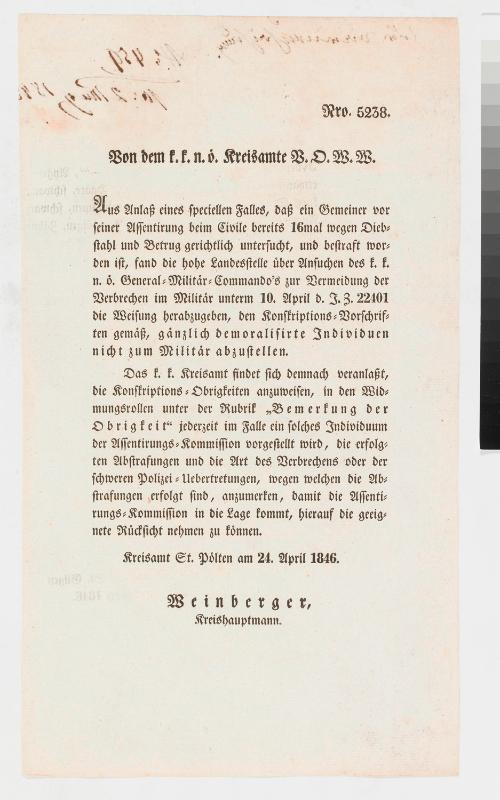 No: 459
Nro. 5238.
Von dem k. k. n. ö. Kreisamte V. O. W. W.
Aus Anlaß eines speciellen Falles, daß ein Gemeiner vor
seiner Assentirung beim Civile bereits 16mal wegen Dieb-
stahl und Betrug gerichtlich untersucht, und bestraft wor-
den ist, fand die hohe Landesstelle über Ansuchen des k. k.
n. ö. General-Militär-Commando's zur Vermeidung der
Verbrechen im Militär unterm 10. April d. J. Z. 22401
die Weisung herabzugeben, den Konskriptions-Vorschrif-
ten gemäß, gänzlich demoralisirte Individuen
nicht zum Militär abzustellen.
Das k. k. Kreisamt findet sich demnach veranlaßt,
die Konskriptions-Obrigkeiten anzuweisen, in den Wid-
mungsrollen unter der Rubrik „Bemerkung der
Obrigkeit“ jederzeit im Falle ein solches Individuum
der Assentirungs-Kommission vorgestellt wird, die erfolg-
ten Abstrafungen und die Art des Verbrechens oder der
schweren Polizei-Uebertretungen, wegen welchen die Ab-
strafungen erfolgt sind, anzumerken, damit die Assenti-
rungs-Kommission in die Lage kommt, hierauf die geeig-
nete Rücksicht nehmen zu können.
Kreisamt St. Pölten am 24. April 1846.
Weinberger,
Kreishauptmann.